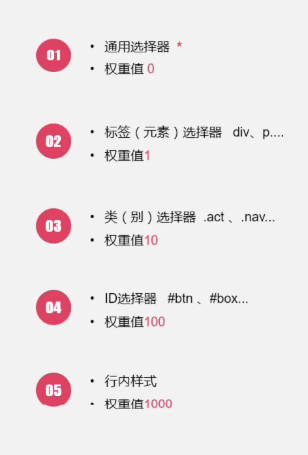 01
• 通用选择器 *
• 权重值 0
02
• 标签（元素）选择器 div、p....
• 权重值1
03
• 类（别）选择器 .act 、.nav...
• 权重值10
04
• ID选择器 #btn 、#box...
• 权重值100
05
• 行内样式
• 权重值1000